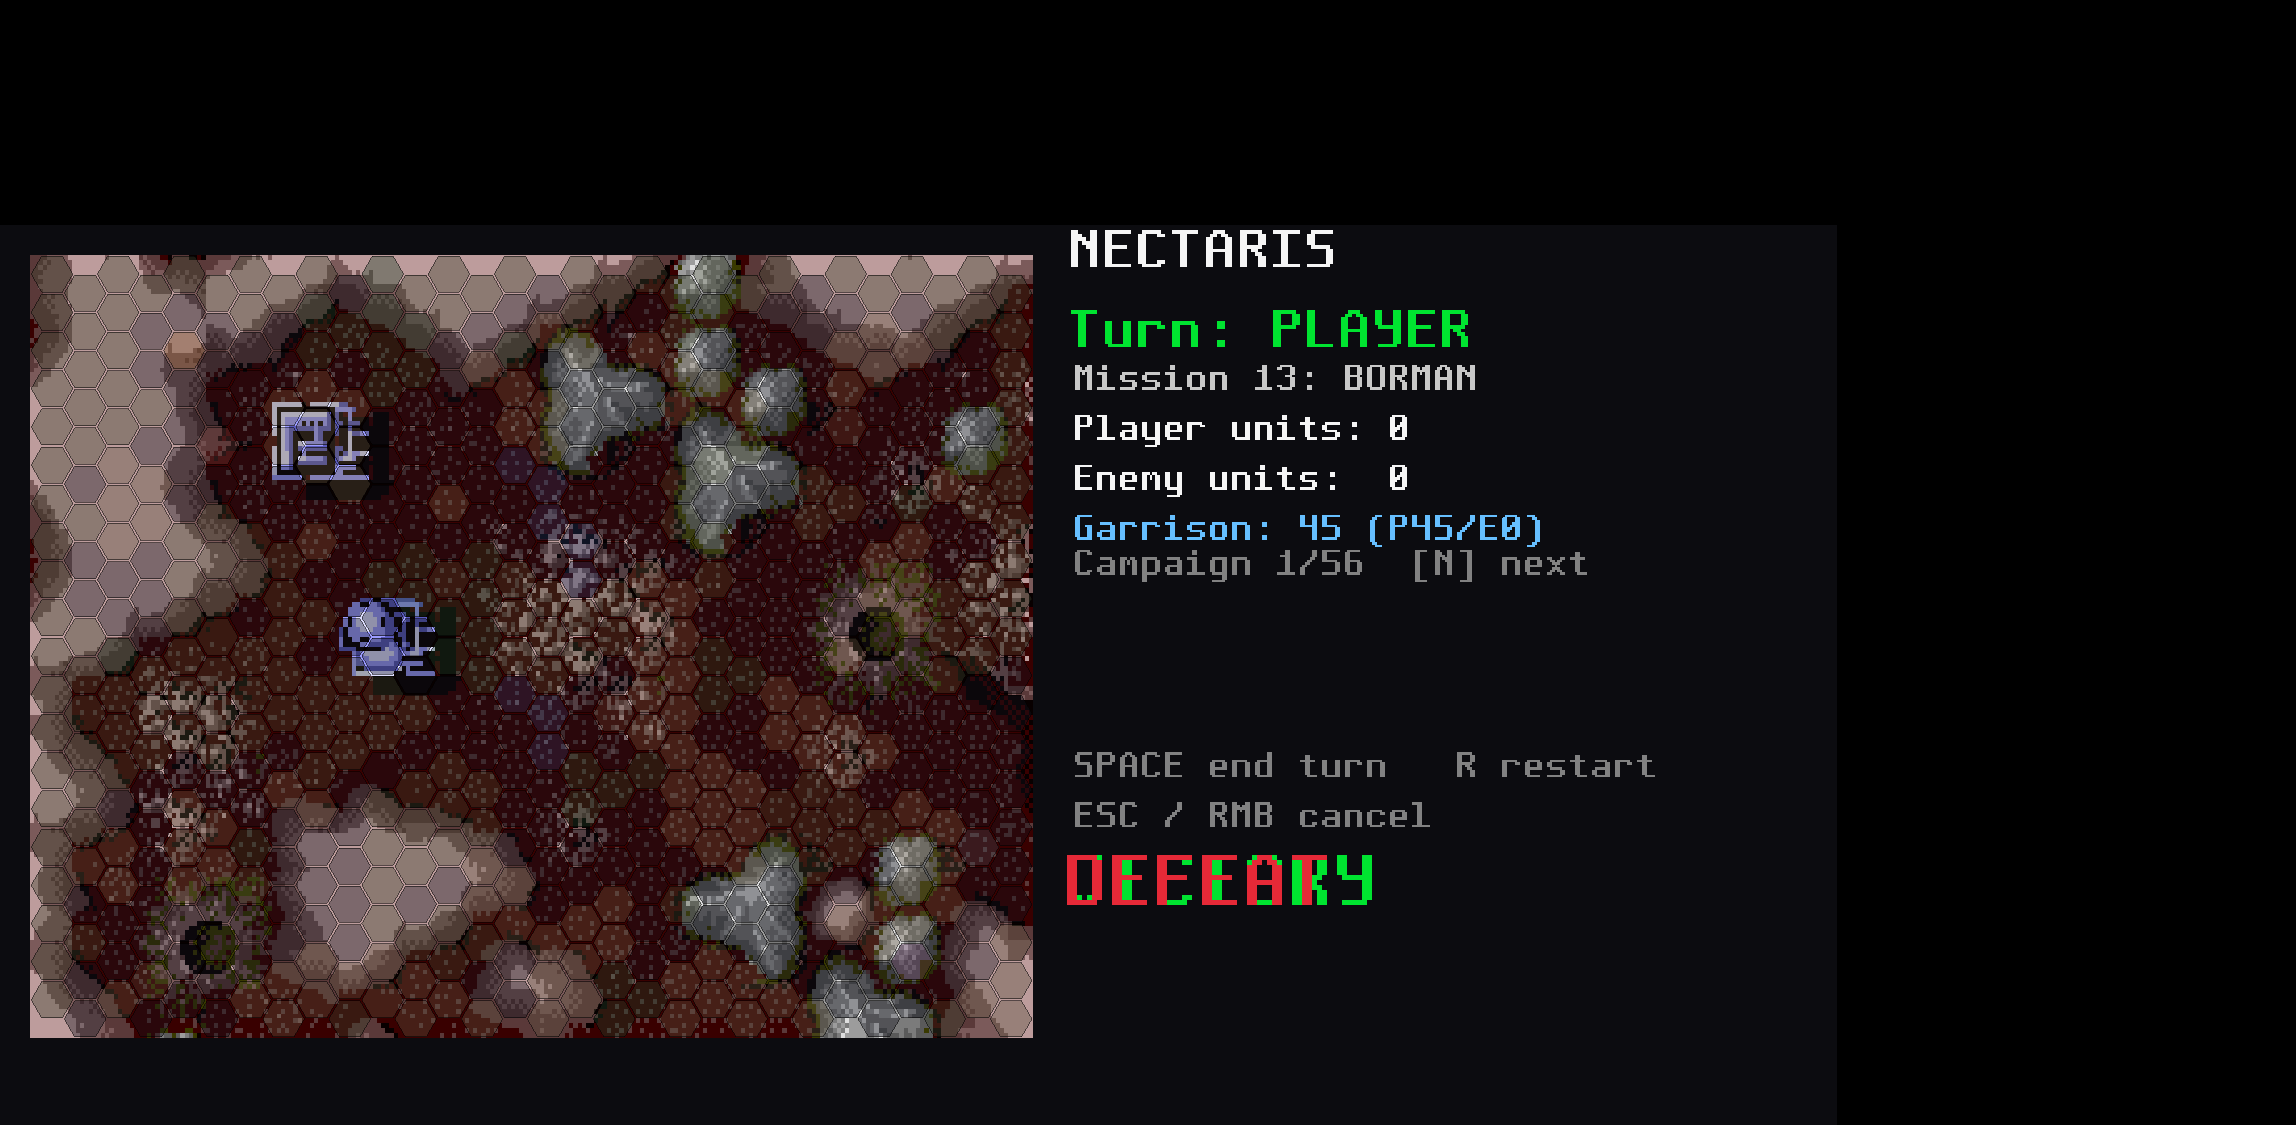 NECTARIS
Turn: PLAYER
Mission 13: BORMAN
Player units: 0
Enemy units: 0
Garrison: 45 (P45/E0)
Campaign 1/56 [N] next
SPACE end turn R restart
ESC / RMB cancel